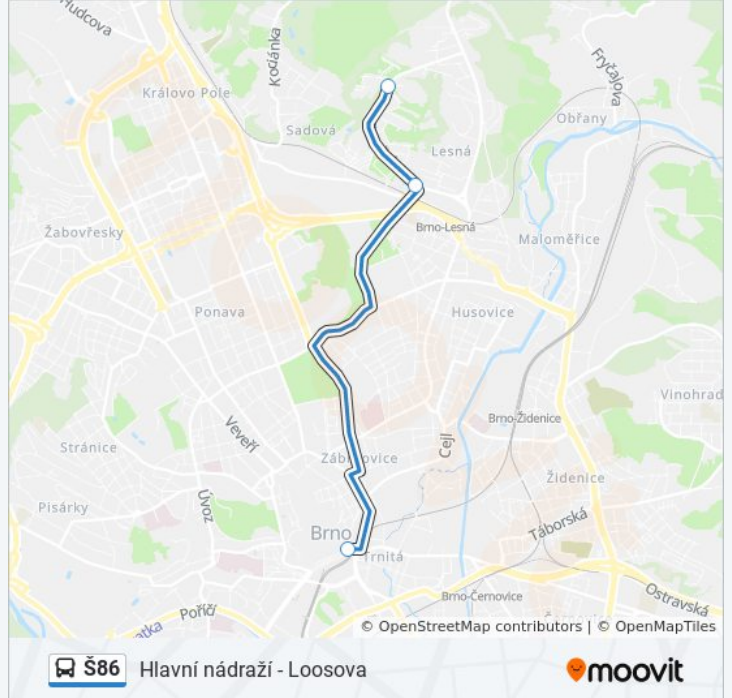 Hudcova
Kociánka
Fryčajova
Královo Pole
Obřany
Sadová
Lesná
Brno-Lesná
Žabovřesky
Maloměřice
Ponava
Husovice
Vinohrad
Brno-Židenice
Veveří
Cejl
Stránice
Zábrdovice
Židenice
Úvoz
Pisárky
Táborská
Brno
Trnitá
Brno-Černovice
Ostravská
Poříčí
© OpenStreetMap contributors | © OpenMapTiles
Š86 Hlavní nádraží - Loosova
moovit